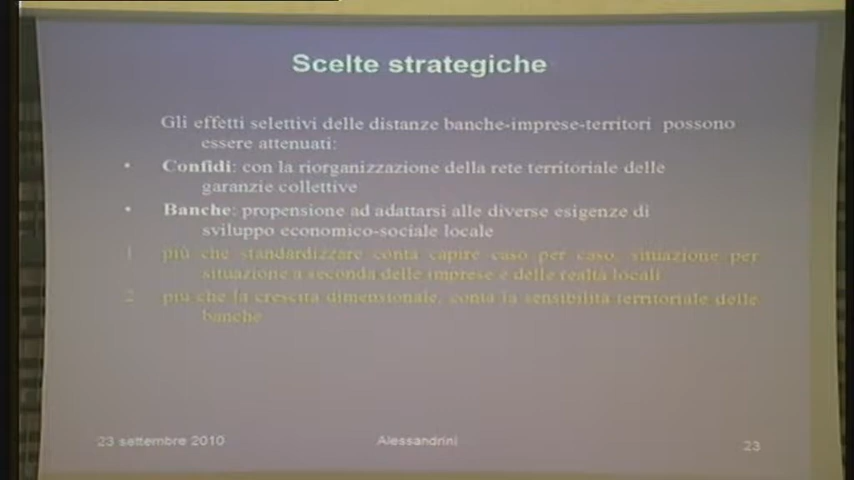 Scelte strategiche
Gli effetti selettivi delle distanze banche-imprese-territori possono
essere attenuati:
• Confidi: con la riorganizzazione della rete territoriale delle
garanzie collettive
• Banche: propensione ad adattarsi alle diverse esigenze di
sviluppo economico-sociale locale
1 più che standardizzare conta capire caso per caso, situazione per
situazione a seconda delle imprese e delle realtà locali
2 più che la crescita dimensionale, conta la sensibilità territoriale delle
banche
23 settembre 2010
Alessandrini
23